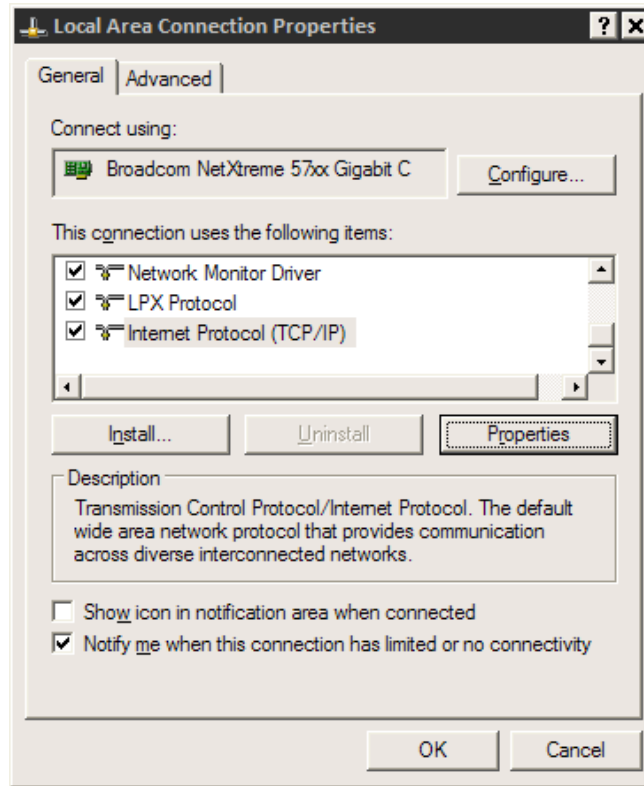 Local Area Connection Properties
General
Advanced
Connect using:
Broadcom NetXtreme 57xx Gigabit C
Configure...
This connection uses the following items:
Network Monitor Driver
LPX Protocol
Internet Protocol (TCP/IP)
Install...
Uninstall
Properties
Description
Transmission Control Protocol/Internet Protocol. The default
wide area network protocol that provides communication
across diverse interconnected networks.
Show icon in notification area when connected
Notify me when this connection has limited or no connectivity
OK
Cancel